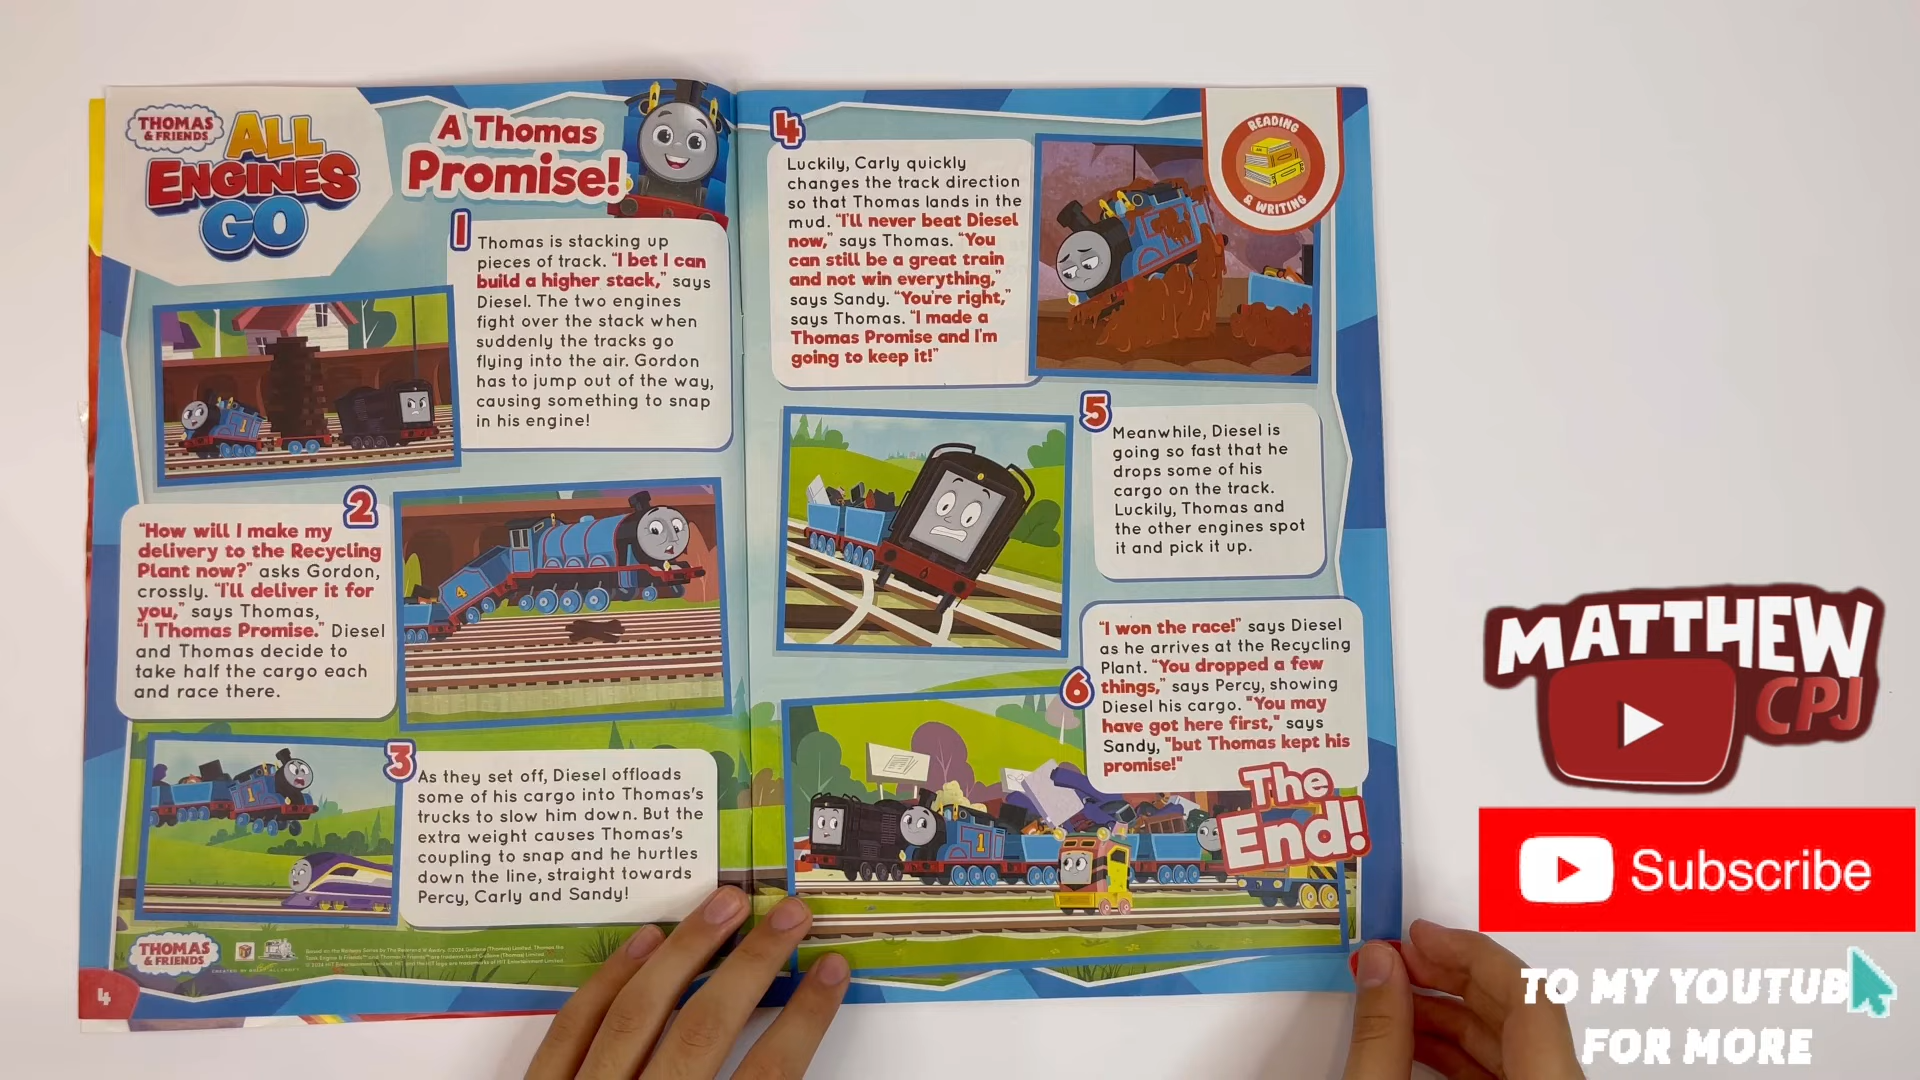 THOMAS
& FRIENDS
ALL
ENGINES
GO
A Thomas
Promise!
1
Thomas is stacking up
pieces of track. "I bet I can
build a higher stack," says
Diesel. The two engines
fight over the stack when
suddenly the tracks go
flying into the air. Gordon
has to jump out of the way,
causing something to snap
in his engine!
1
2
"How will I make my
delivery to the Recycling
Plant now?" asks Gordon,
crossly. "I'll deliver it for
you," says Thomas,
"I Thomas Promise." Diesel
and Thomas decide to
take half the cargo each
and race there.
4
3
As they set off, Diesel offloads
some of his cargo into Thomas's
trucks to slow him down. But the
extra weight causes Thomas's
coupling to snap and he hurtles
down the line, straight towards
Percy, Carly and Sandy!
1
THOMAS
& FRIENDS
4
4
Luckily, Carly quickly
changes the track direction
so that Thomas lands in the
mud. "I'll never beat Diesel
now," says Thomas. "You
can still be a great train
and not win everything,"
says Sandy. "You're right,"
says Thomas. "I made a
Thomas Promise and I'm
going to keep it!"
READING
& WRITING
5
Meanwhile, Diesel is
going so fast that he
drops some of his
cargo on the track.
Luckily, Thomas and
the other engines spot
it and pick it up.
6
"I won the race!" says Diesel
as he arrives at the Recycling
Plant. "You dropped a few
things," says Percy, showing
Diesel his cargo. "You may
have got here first," says
Sandy, "but Thomas kept his
promise!"
1
The
End!
MATTHEW
CPJ
Subscribe
TO MY YOUTUB
FOR MORE